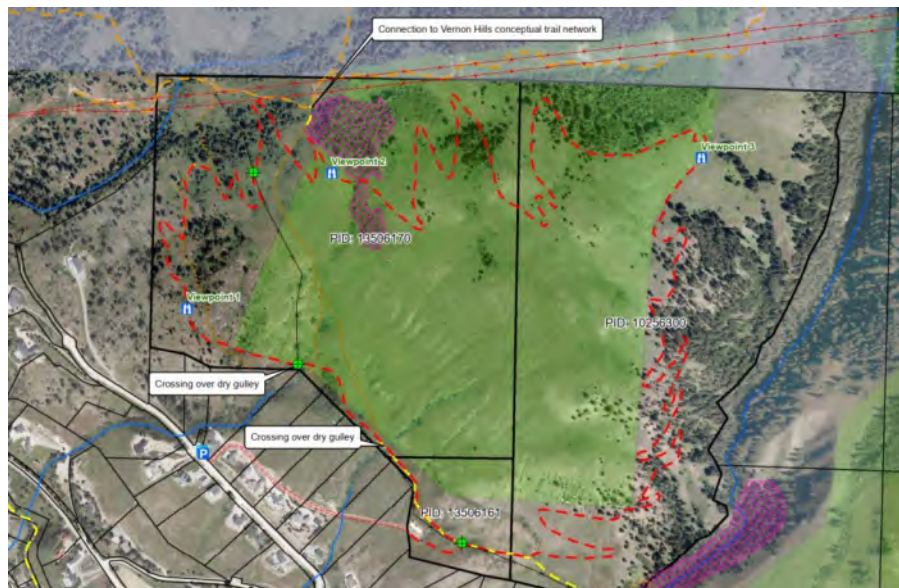 Connection to Vernon Hills conceptual trail network
Viewpoint 3
Viewpoint 2
PID: 13506170
Viewpoint 1
PID: 10256300
Crossing over dry gulley
Crossing over dry gulley
P
PID: 13506161